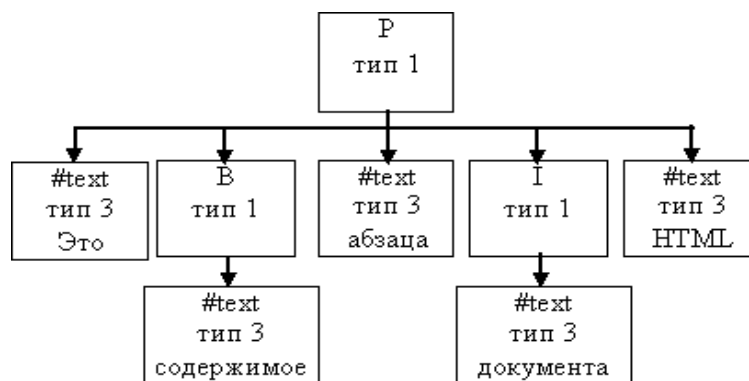 P
тип 1
#text
тип 3
Это
B
тип 1
#text
тип 3
абзаца
I
тип 1
#text
тип 3
HTML
#text
тип 3
содержимое
#text
тип 3
документа